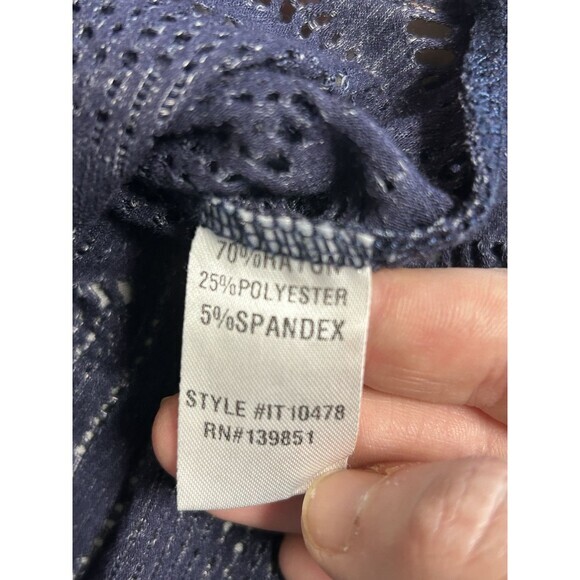 70%RAYON
25%POLYESTER
5%SPANDEX
STYLE #IT10478
RN#139851